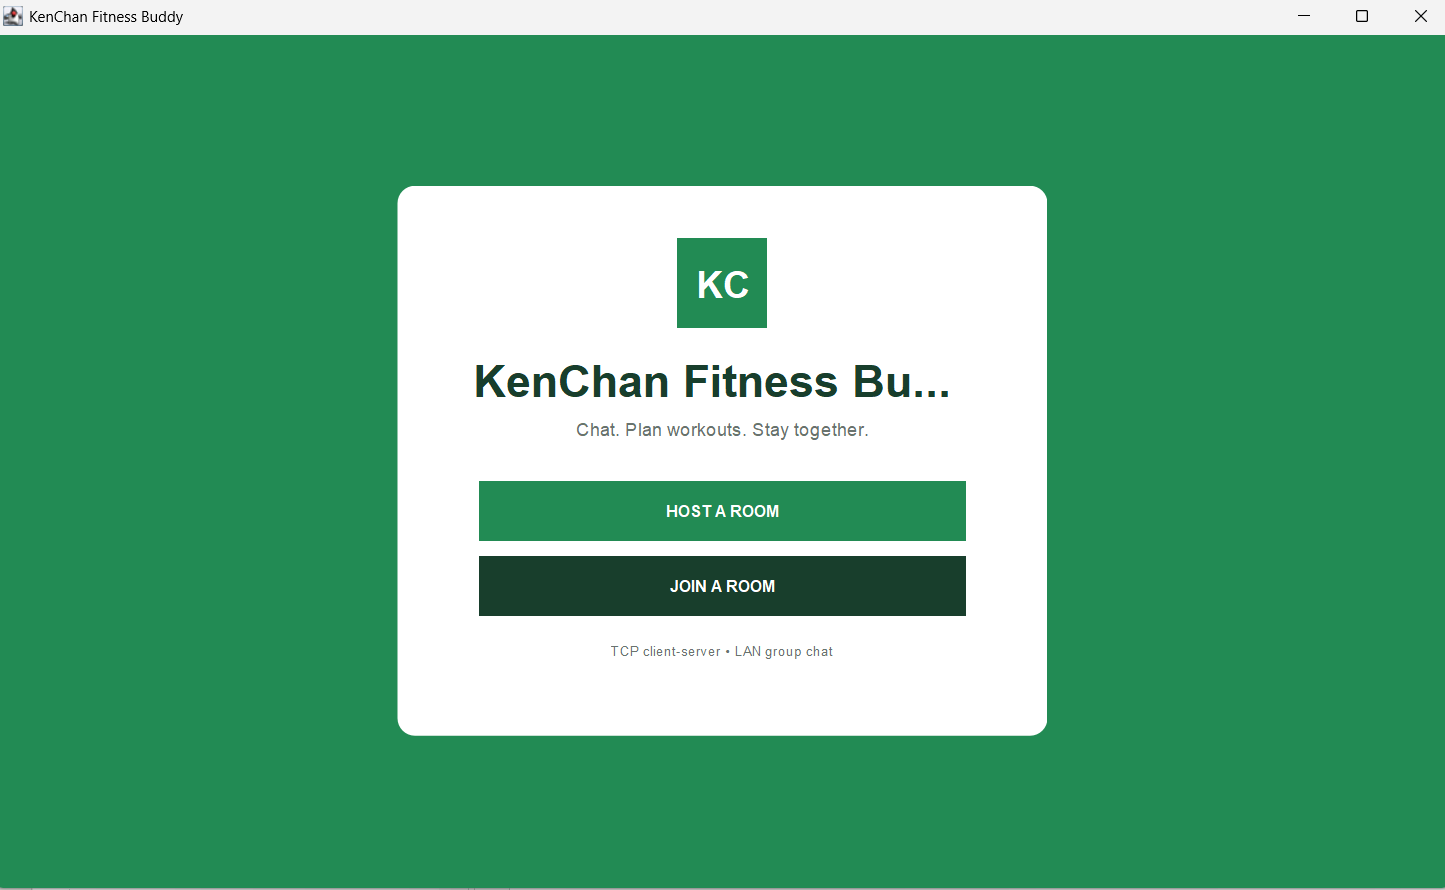 KenChan Fitness Buddy
KC
KenChan Fitness Bu...
Chat. Plan workouts. Stay together.
HOST A ROOM
JOIN A ROOM
TCP client-server • LAN group chat